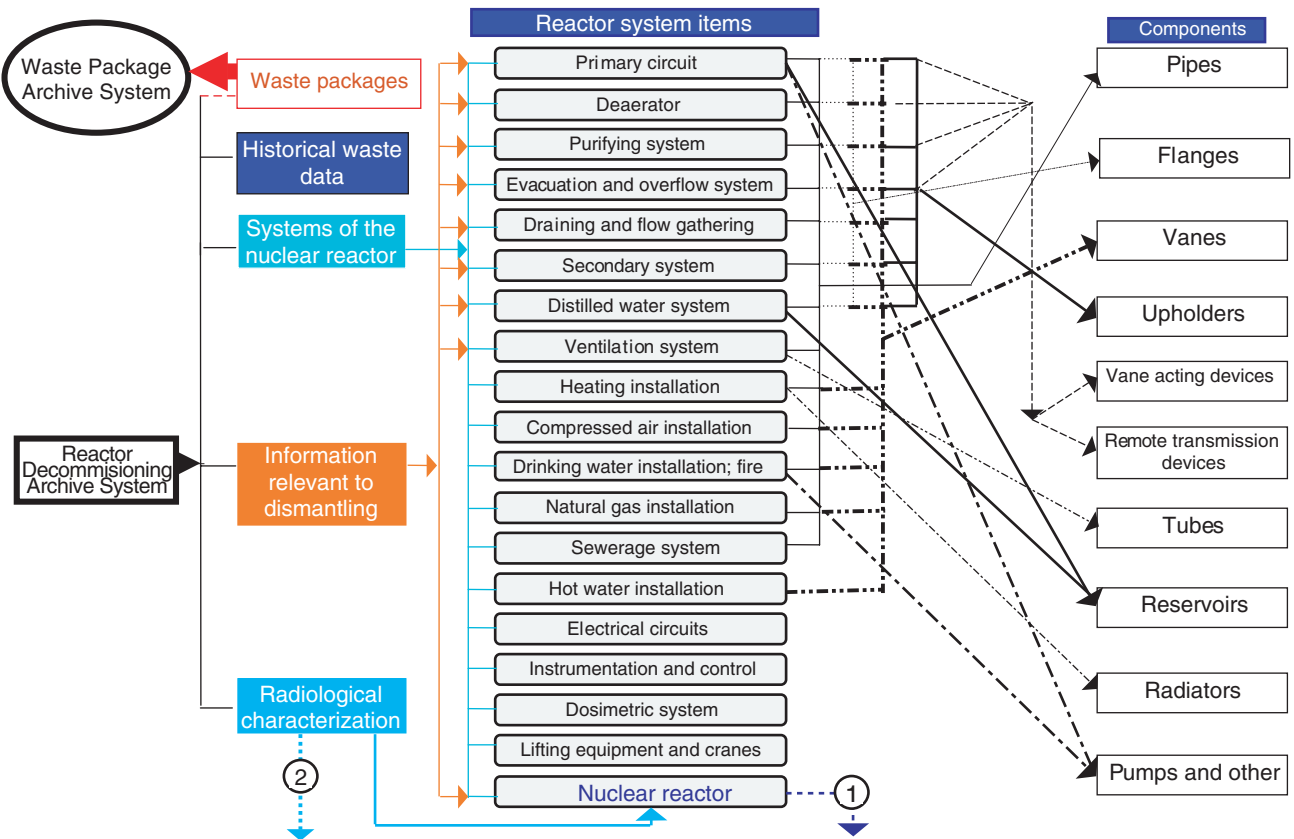 Reactor system items
Components
Waste Package
Archive System
Waste packages
Historical waste
data
Systems of the
nuclear reactor
Reactor
Decommisioning
Archive System
Information
relevant to
dismantling
Radiological
characterization
2
Primary circuit
Deaerator
Purifying system
Evacuation and overflow system
Draining and flow gathering
Secondary system
Distilled water system
Ventilation system
Heating installation
Compressed air installation
Drinking water installation; fire
Natural gas installation
Sewerage system
Hot water installation
Electrical circuits
Instrumentation and control
Dosimetric system
Lifting equipment and cranes
Nuclear reactor
1
Pipes
Flanges
Vanes
Upholders
Vane acting devices
Remote transmission
devices
Tubes
Reservoirs
Radiators
Pumps and other